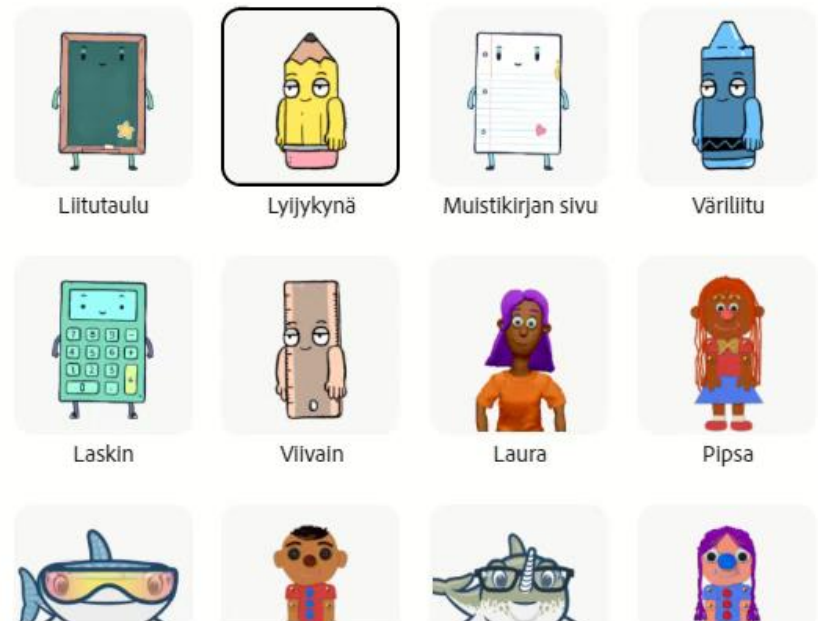 Liitutaulu
Lyijykynä
Muistikirjan sivu
Väriliitu
Laskin
Viivain
Laura
Pipsa